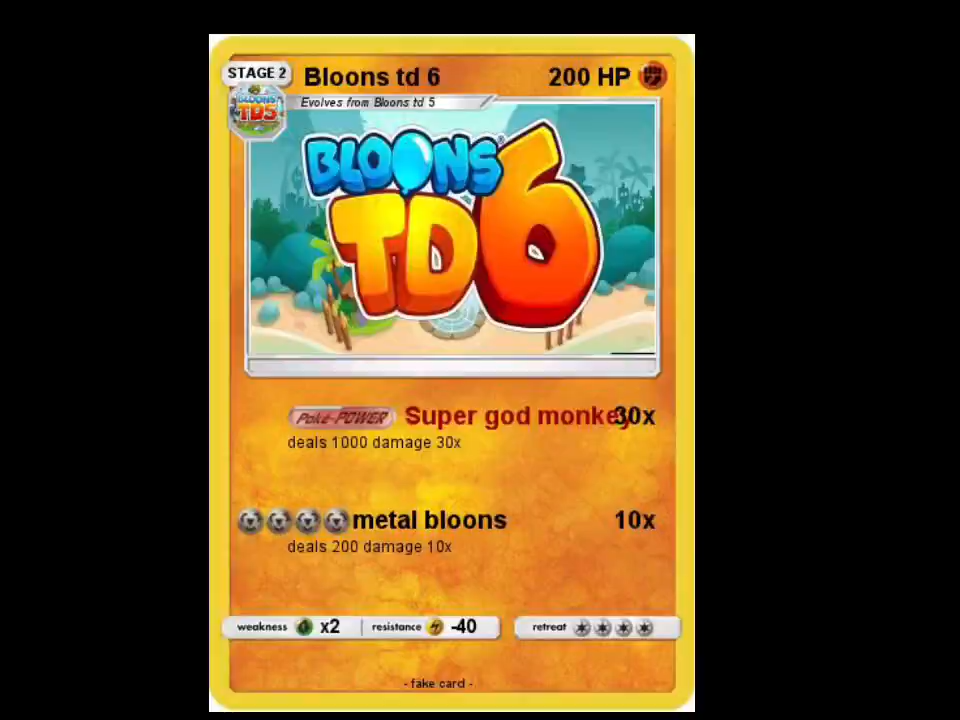 STAGE 2
Bloons td 6
200 HP
Evolves from Bloons td 5
BLOONS
TD5
BLOONS
TD6
Poké-POWER Super god monkey 30x
deals 1000 damage 30x
metal bloons 10x
deals 200 damage 10x
weakness x2 resistance -40 retreat
- fake card -